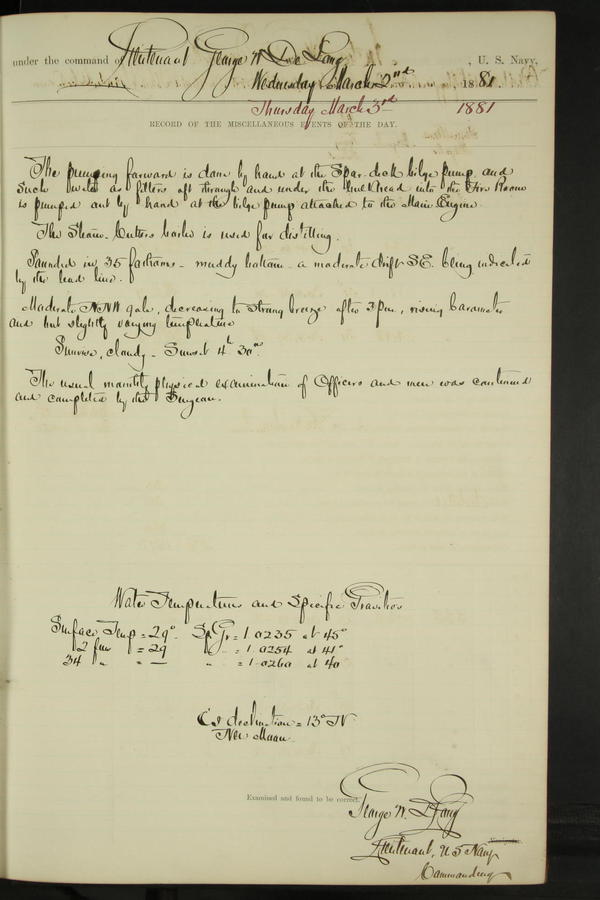 under the command of Lieutenant George W. De Long, U. S. Navy,
Wednesday March 2nd, 1881.
Thursday March 3rd 1881
RECORD OF THE MISCELLANEOUS EVENTS OF THE DAY.
The pumping forward is done by hand at the Spar deck bilge pump, and
such water as filters aft through and under the bulkhead into the Fire Room
is pumped out by hand at the bilge pump attached to the Main Engine.
The Steam Cutters boiler is used for distilling.
Sounded in 35 fathoms - muddy bottom - a moderate drift SE. being indicated
by the lead line.
Moderate NNW gale, decreasing to strong breeze after 3 pm, rising barometer
and but slightly varying temperature
Sunrise, cloudy - Sunset 4h 30m.
The usual monthly physical examination of Officers and men was continued
and completed by the Surgeon.
Water Temperatures and Specific Gravities
Surface Temp = 29°. Sp Gr = 1.0235 at 45°
2 fms = 29 " = 1.0254 at 41°
34 " = — " = 1.0260 at 40
C's declination = 13° N
New Moon.
Examined and found to be correct.
George W. De Long
Lieutenant, U S Navy
Navigator.
Commanding